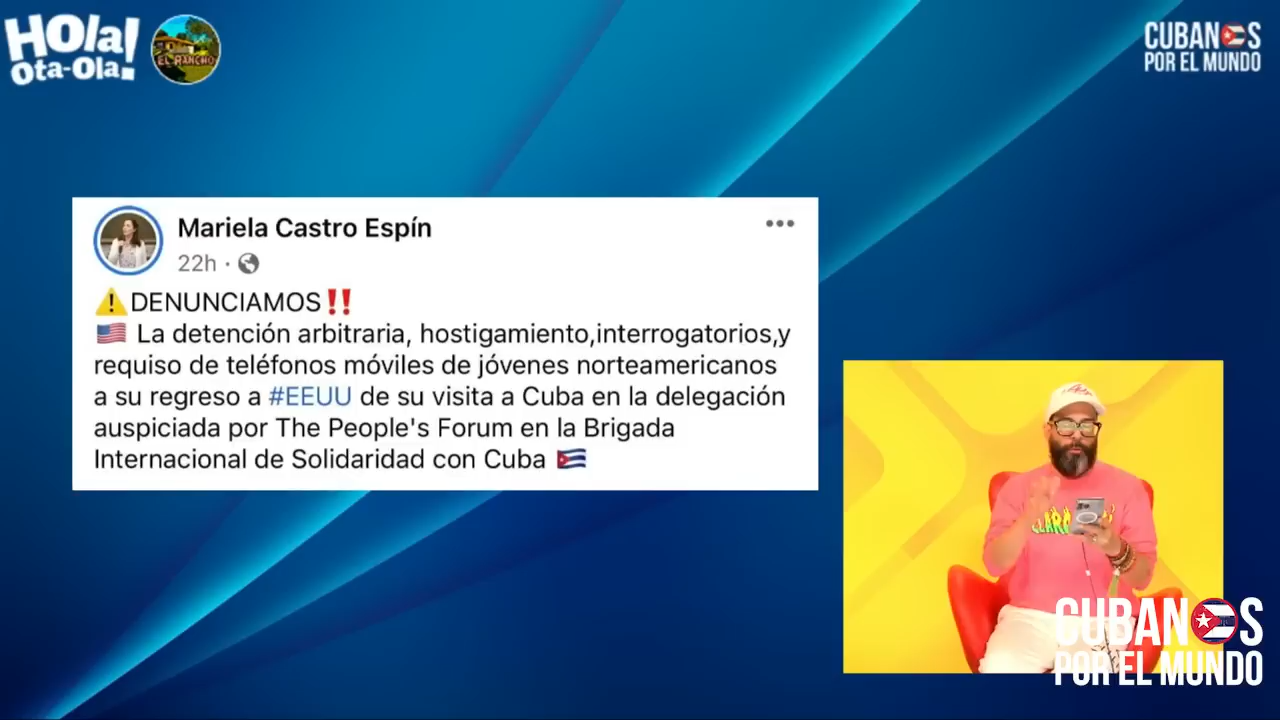 Hola!
Ota-Ola!
EL RANCHO
CUBANOS
POR EL MUNDO
Mariela Castro Espín
22h ·
⚠️DENUNCIAMOS‼️
🇺🇸 La detención arbitraria, hostigamiento,interrogatorios,y
requiso de teléfonos móviles de jóvenes norteamericanos
a su regreso a #EEUU de su visita a Cuba en la delegación
auspiciada por The People's Forum en la Brigada
Internacional de Solidaridad con Cuba 🇨🇺
CUBANOS
POR EL MUNDO